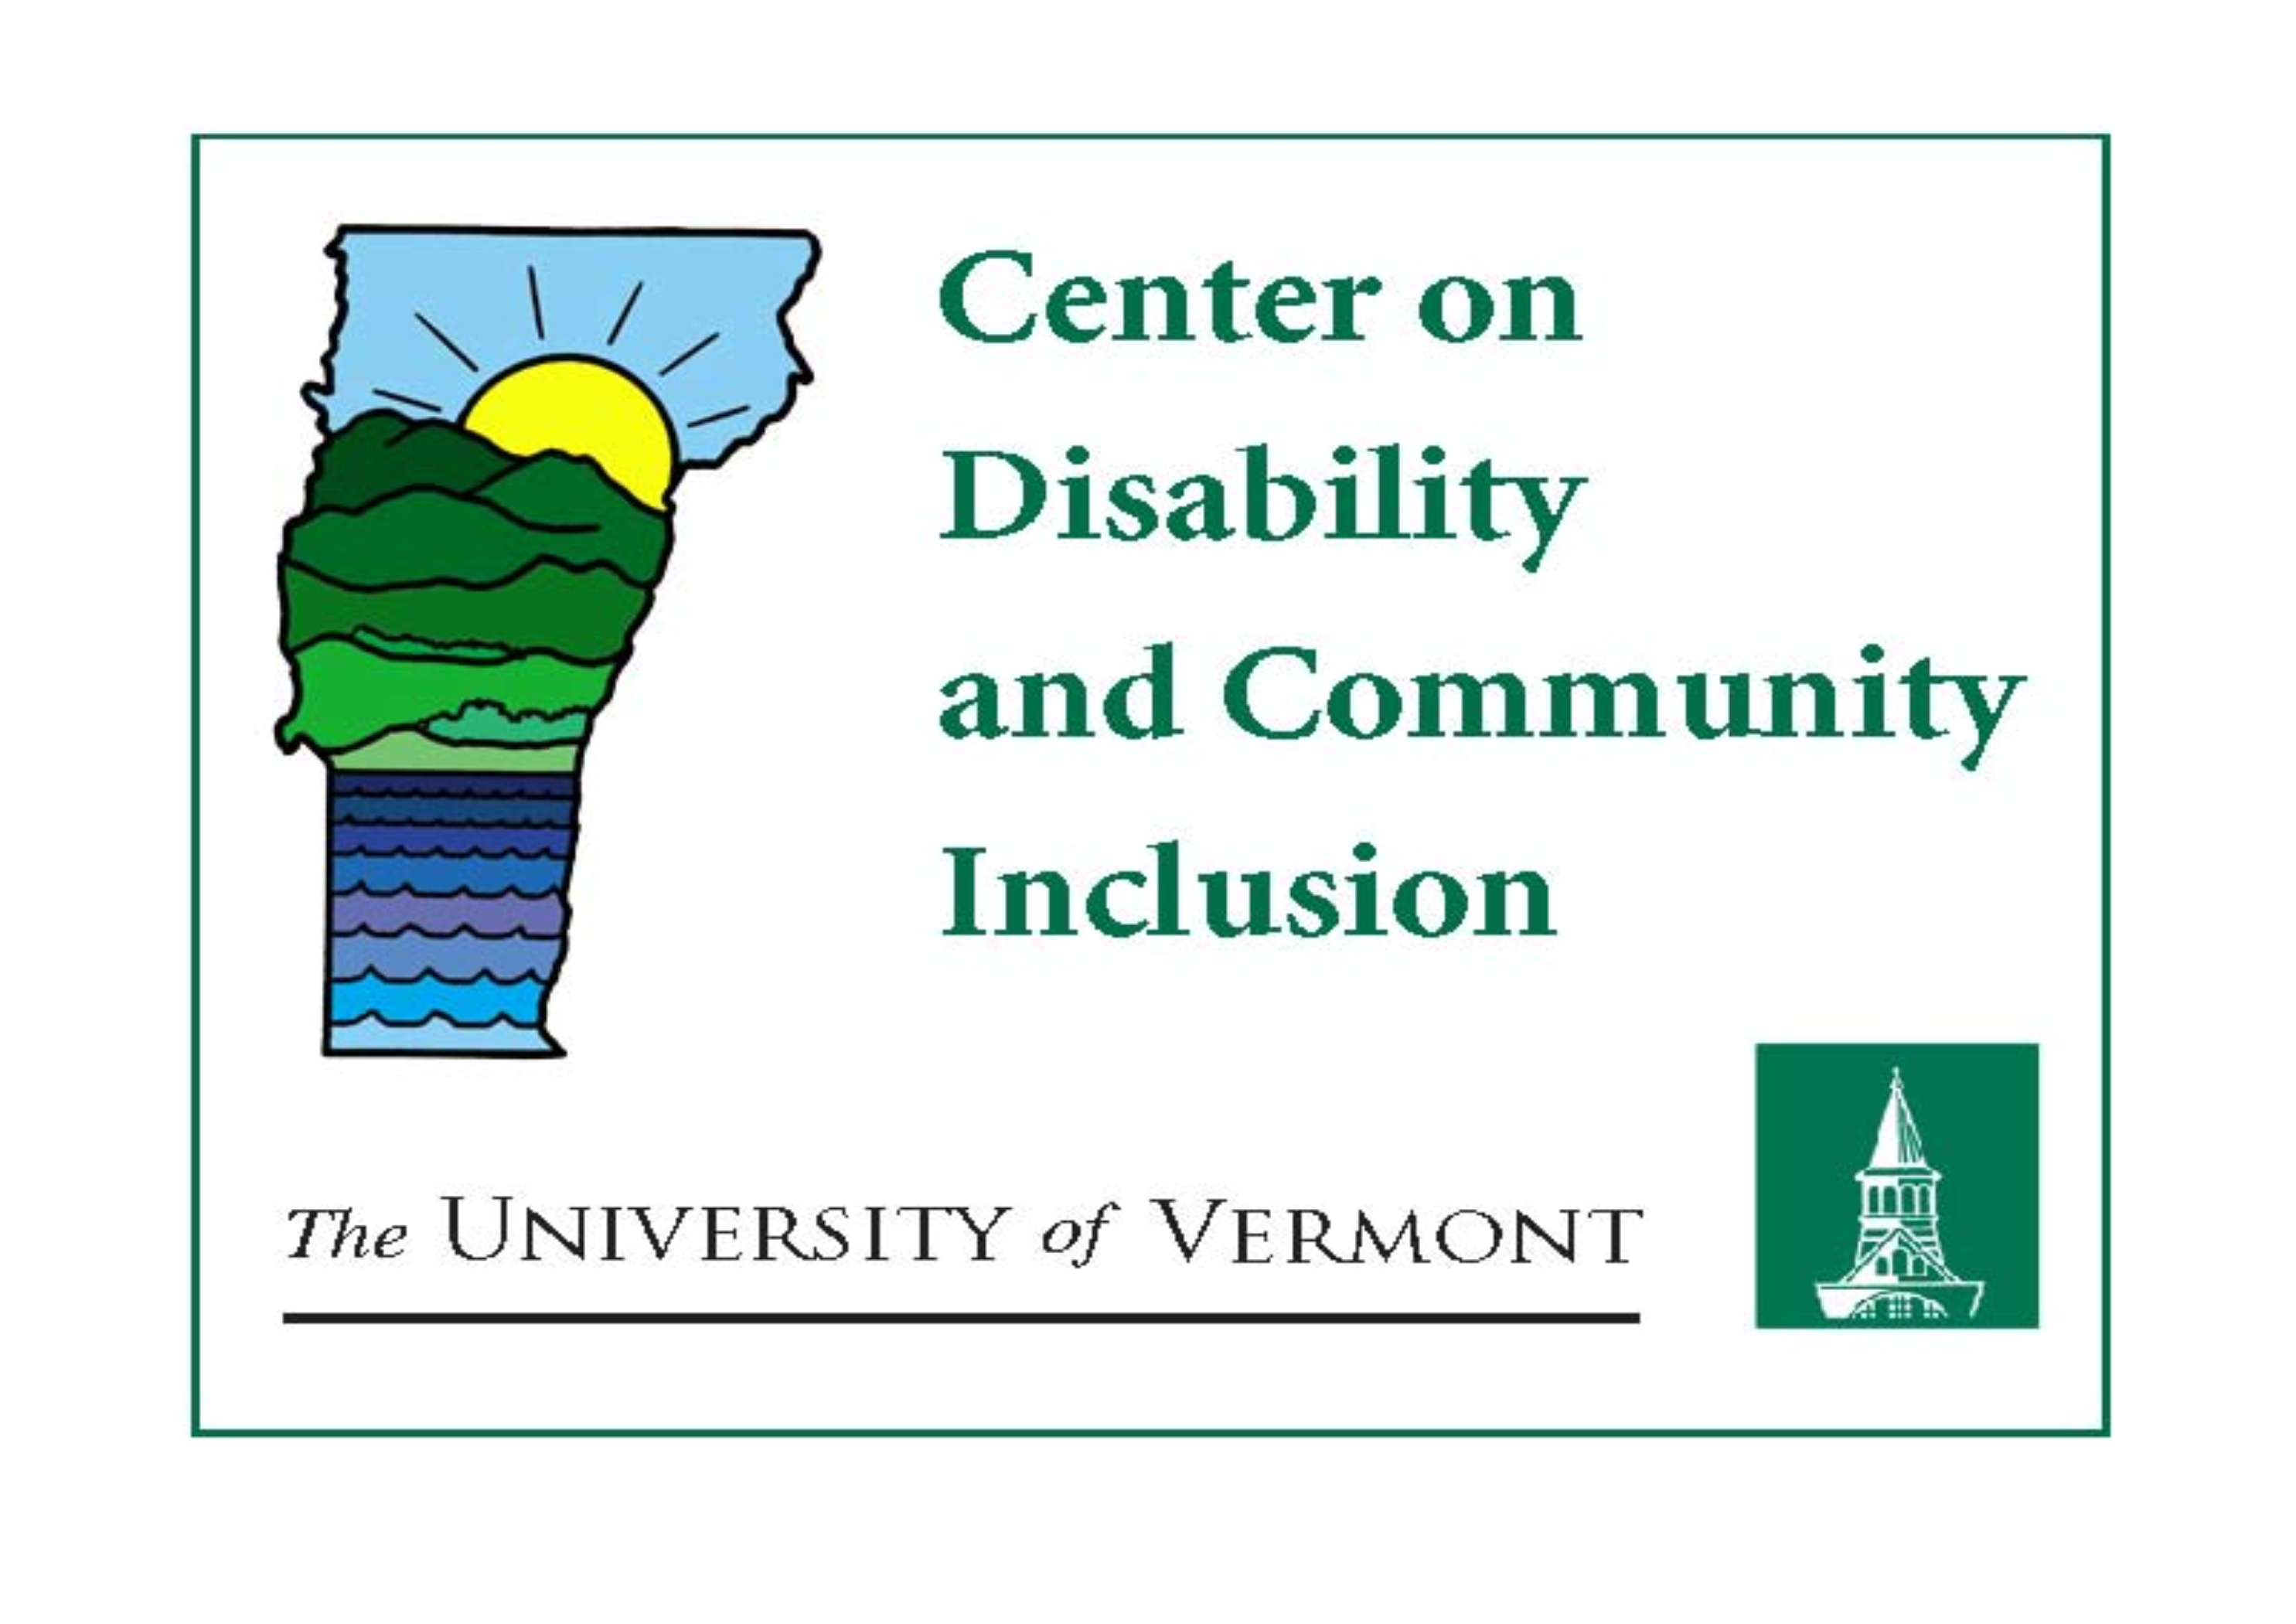 Center on
Disability
and Community
Inclusion
The UNIVERSITY of VERMONT